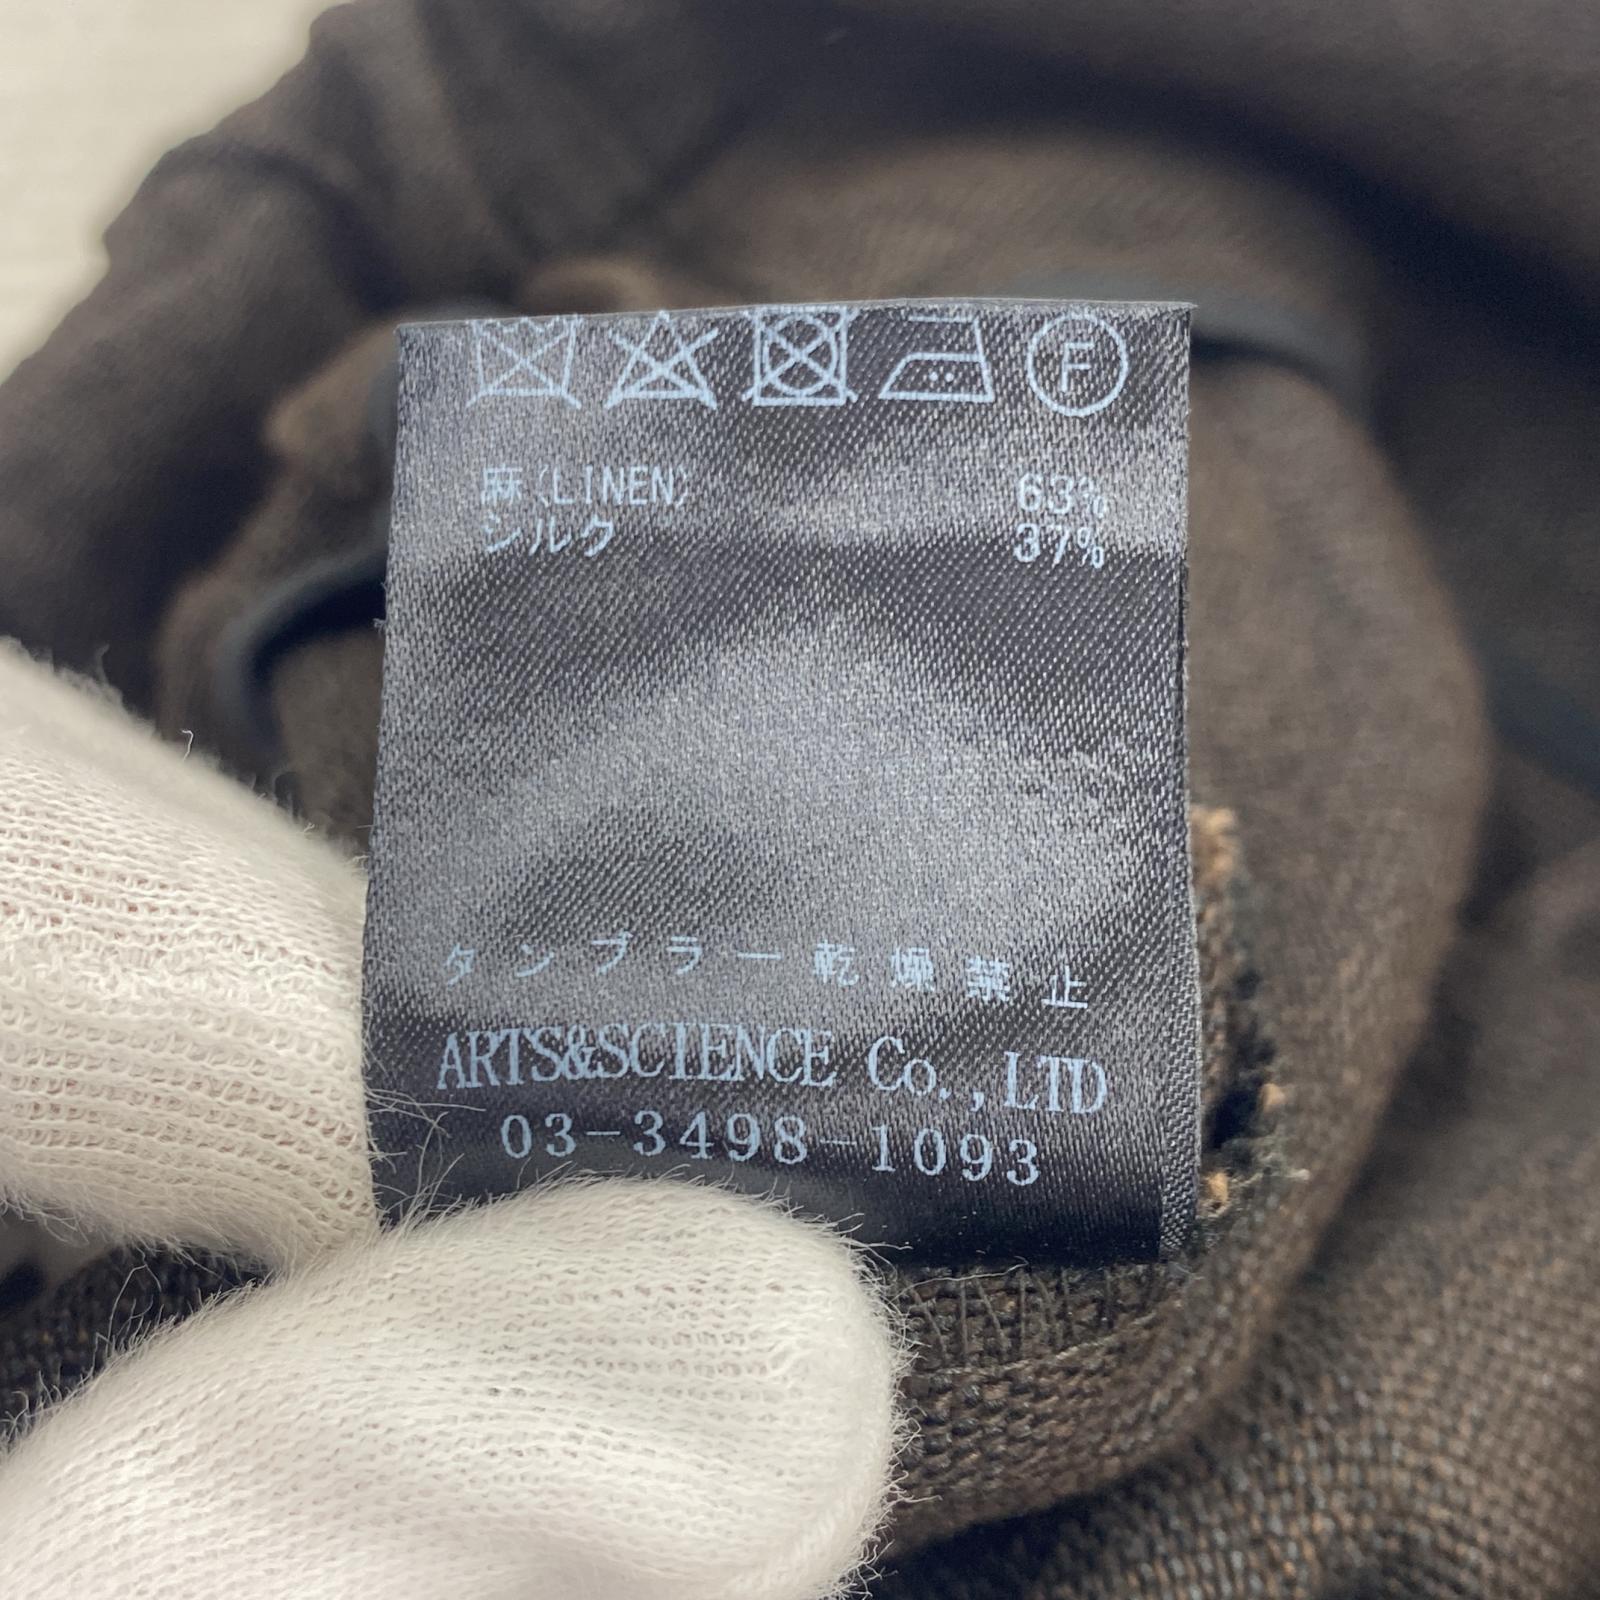 F
麻(LINEN) 63%
シルク 37%
タンブラー乾燥禁止
ARTS&SCIENCE Co.,LTD
03-3498-1093